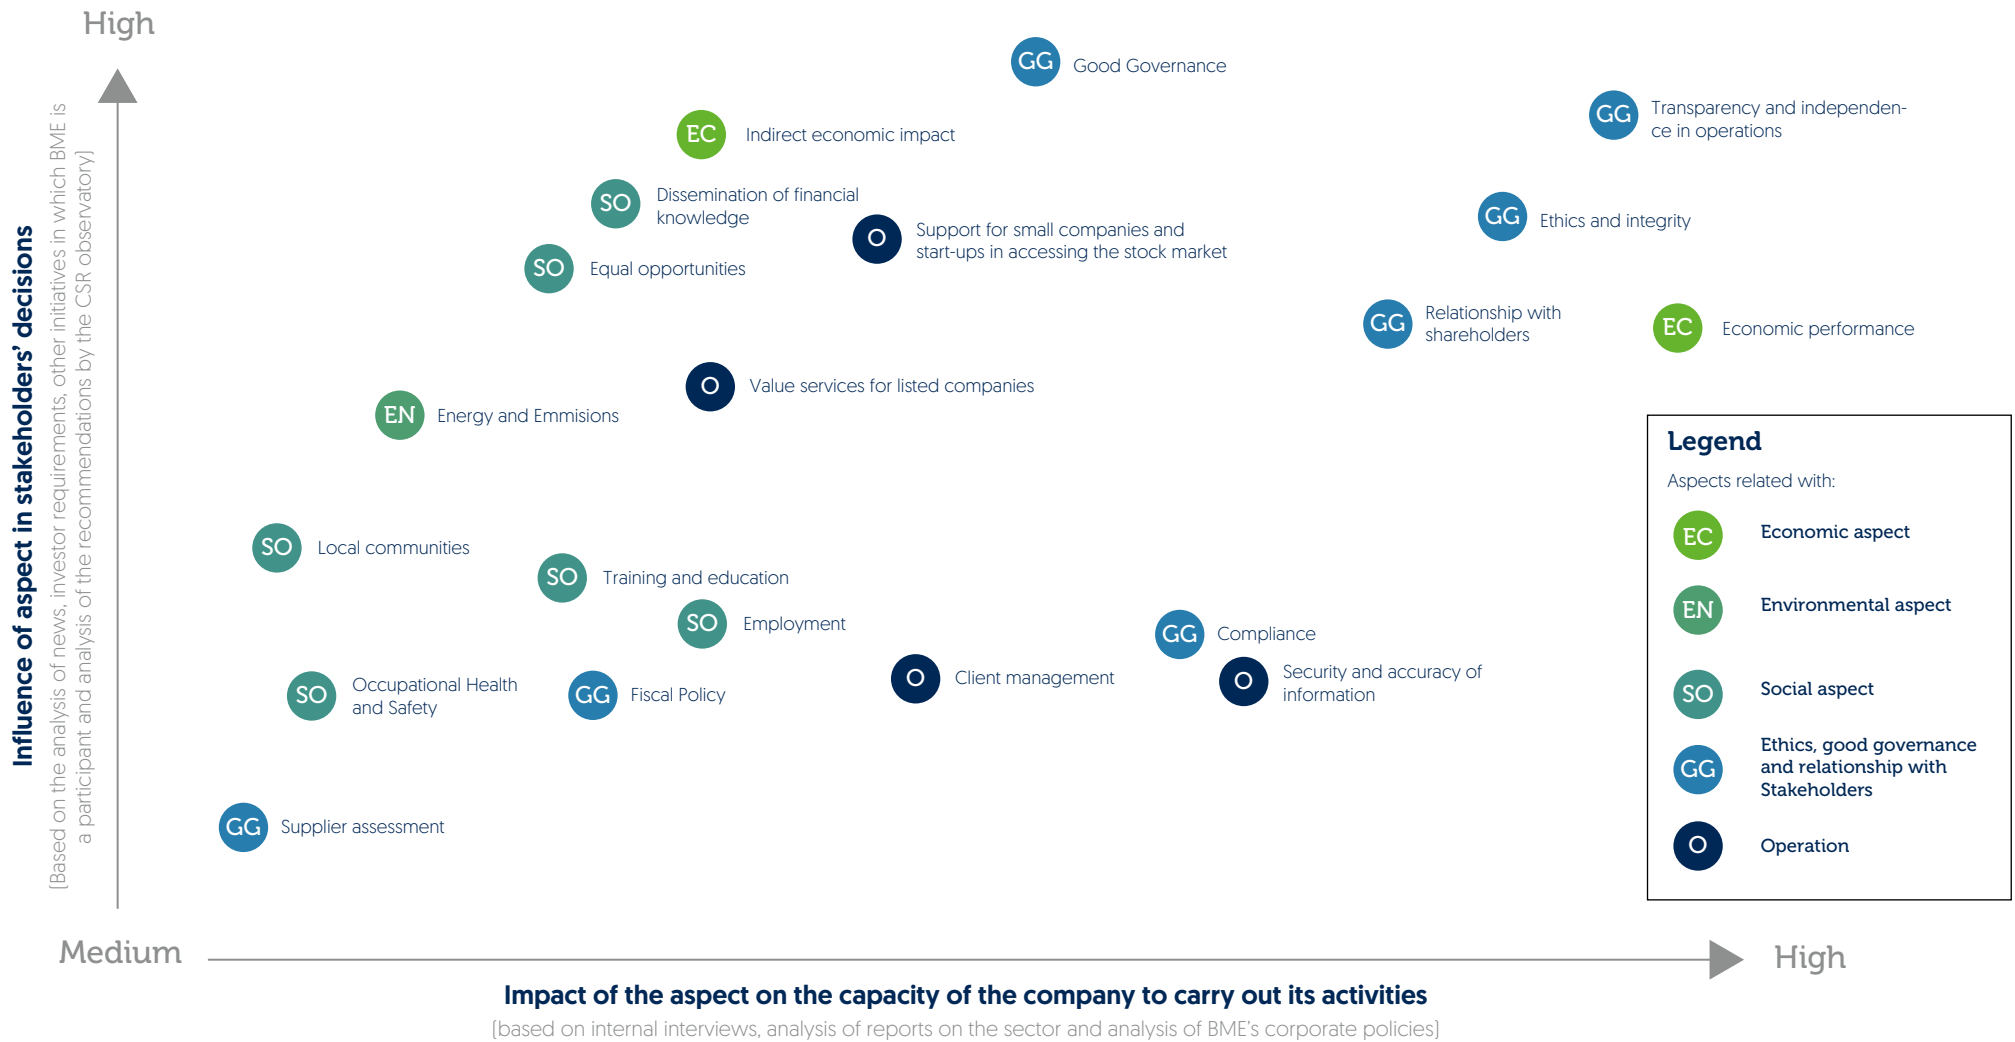 High
GG
Good Governance
GG
Transparency and independen-
ce in operations
EC
Indirect economic impact
SO
Dissemination of financial
knowledge
GG
Ethics and integrity
O
Support for small companies and
start-ups in accessing the stock market
SO
Equal opportunities
GG
Relationship with
shareholders
EC
Economic performance
O
Value services for listed companies
EN
Energy and Emmisions
SO
Local communities
SO
Training and education
SO
Employment
GG
Compliance
O
Client management
O
Security and accuracy of
information
SO
Occupational Health
and Safety
GG
Fiscal Policy
GG
Supplier assessment
Influence of aspect in stakeholders’ decisions
[Based on the analysis of news, investor requirements, other initiatives in which BME is
a participant and analysis of the recommendations by the CSR observatory]
Legend
Aspects related with:
EC
Economic aspect
EN
Environmental aspect
SO
Social aspect
GG
Ethics, good governance
and relationship with
Stakeholders
O
Operation
Medium
High
Impact of the aspect on the capacity of the company to carry out its activities
[based on internal interviews, analysis of reports on the sector and analysis of BME’s corporate policies]